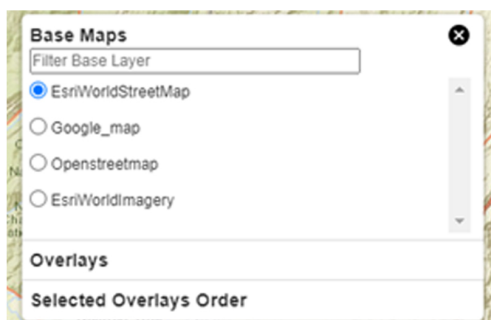 Base Maps
Filter Base Layer
EsriWorldStreetMap
Google_map
Openstreetmap
EsriWorldImagery
Overlays
Selected Overlays Order